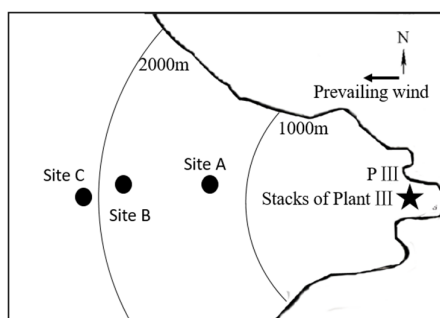 N
2000m
Prevailing wind
1000m
Site A
P III
Site C
Stacks of Plant III
Site B